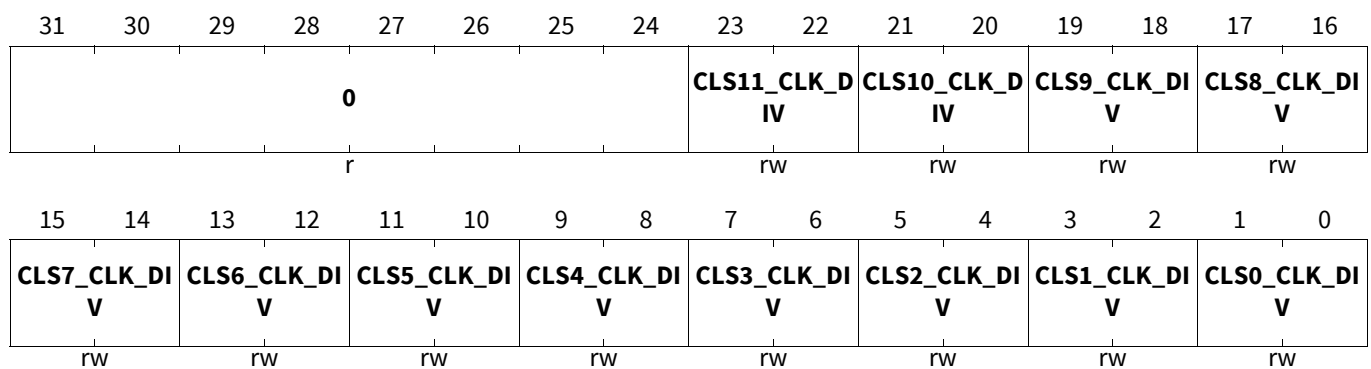 31 30 29 28 27 26 25 24 23 22 21 20 19 18 17 16
0 CLS11_CLK_D CLS10_CLK_D CLS9_CLK_DI CLS8_CLK_DI
IV IV V V
r rw rw rw rw
15 14 13 12 11 10 9 8 7 6 5 4 3 2 1 0
CLS7_CLK_DI CLS6_CLK_DI CLS5_CLK_DI CLS4_CLK_DI CLS3_CLK_DI CLS2_CLK_DI CLS1_CLK_DI CLS0_CLK_DI
V V V V V V V V
rw rw rw rw rw rw rw rw